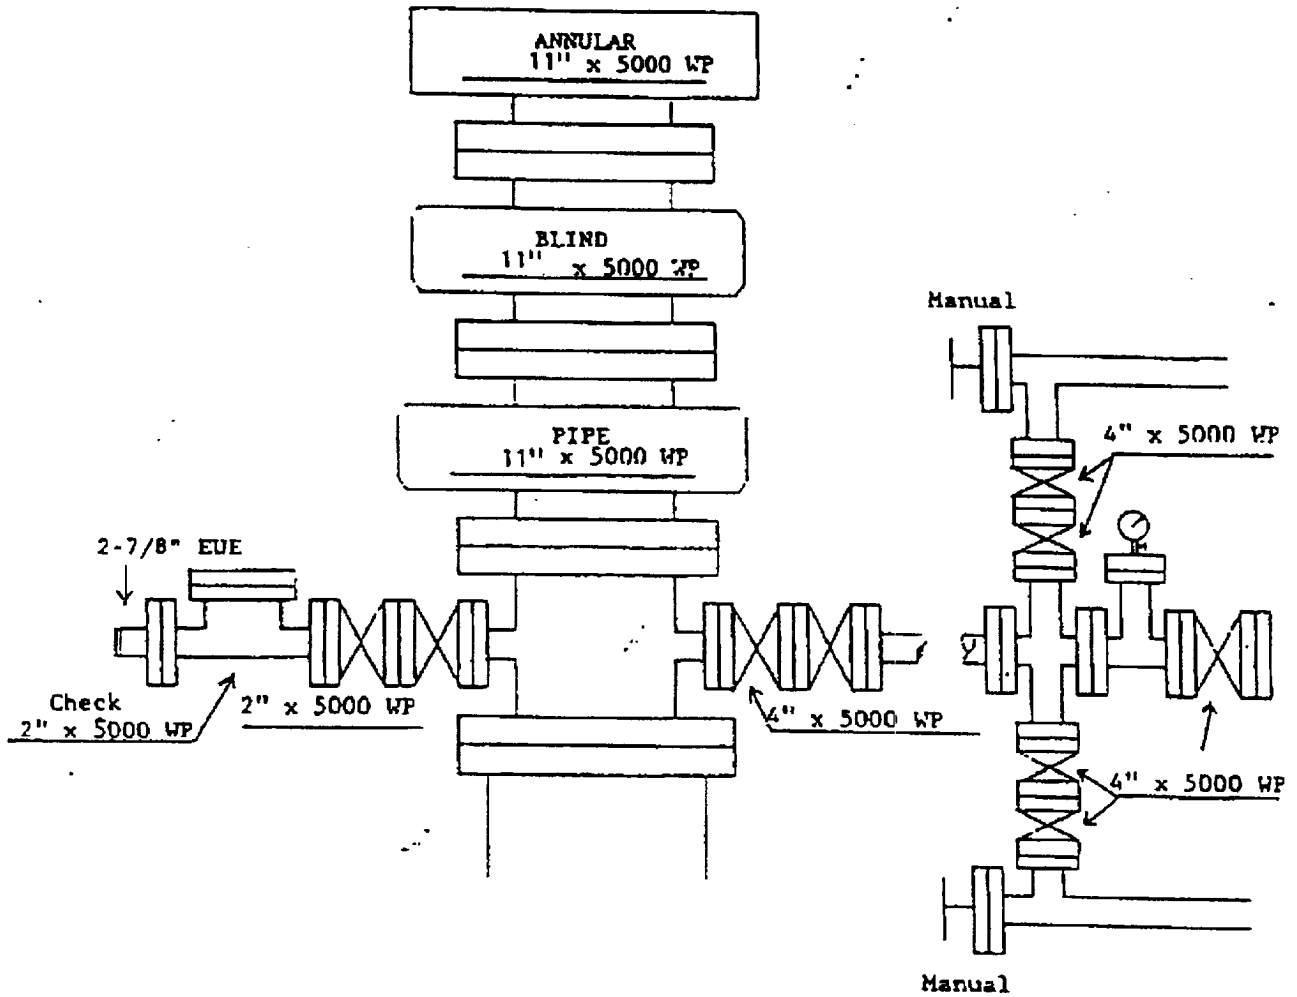 ANNULAR
11" x 5000 WP
BLIND
11" x 5000 WP
PIPE
11" x 5000 WP
Manual
4" x 5000 WP
2-7/8" EUE
Check
2" x 5000 WP
2" x 5000 WP
4" x 5000 WP
4" x 5000 WP
Manual